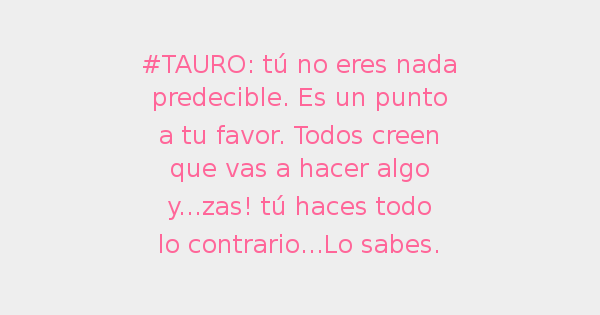 #TAURO: tú no eres nada
predecible. Es un punto
a tu favor. Todos creen
que vas a hacer algo
y...zas! tú haces todo
lo contrario...Lo sabes.